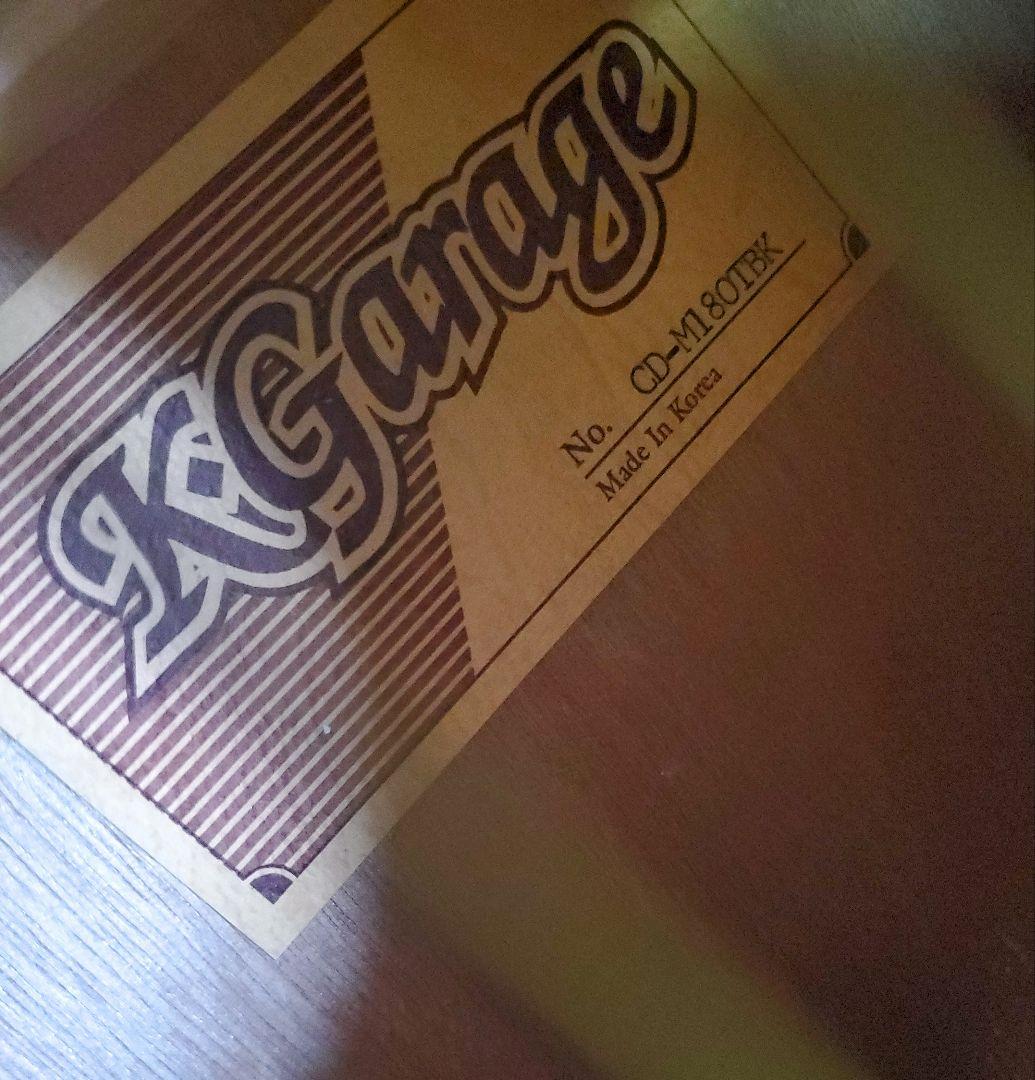 K·Garage
No. CD-M180TBK
Made In Korea